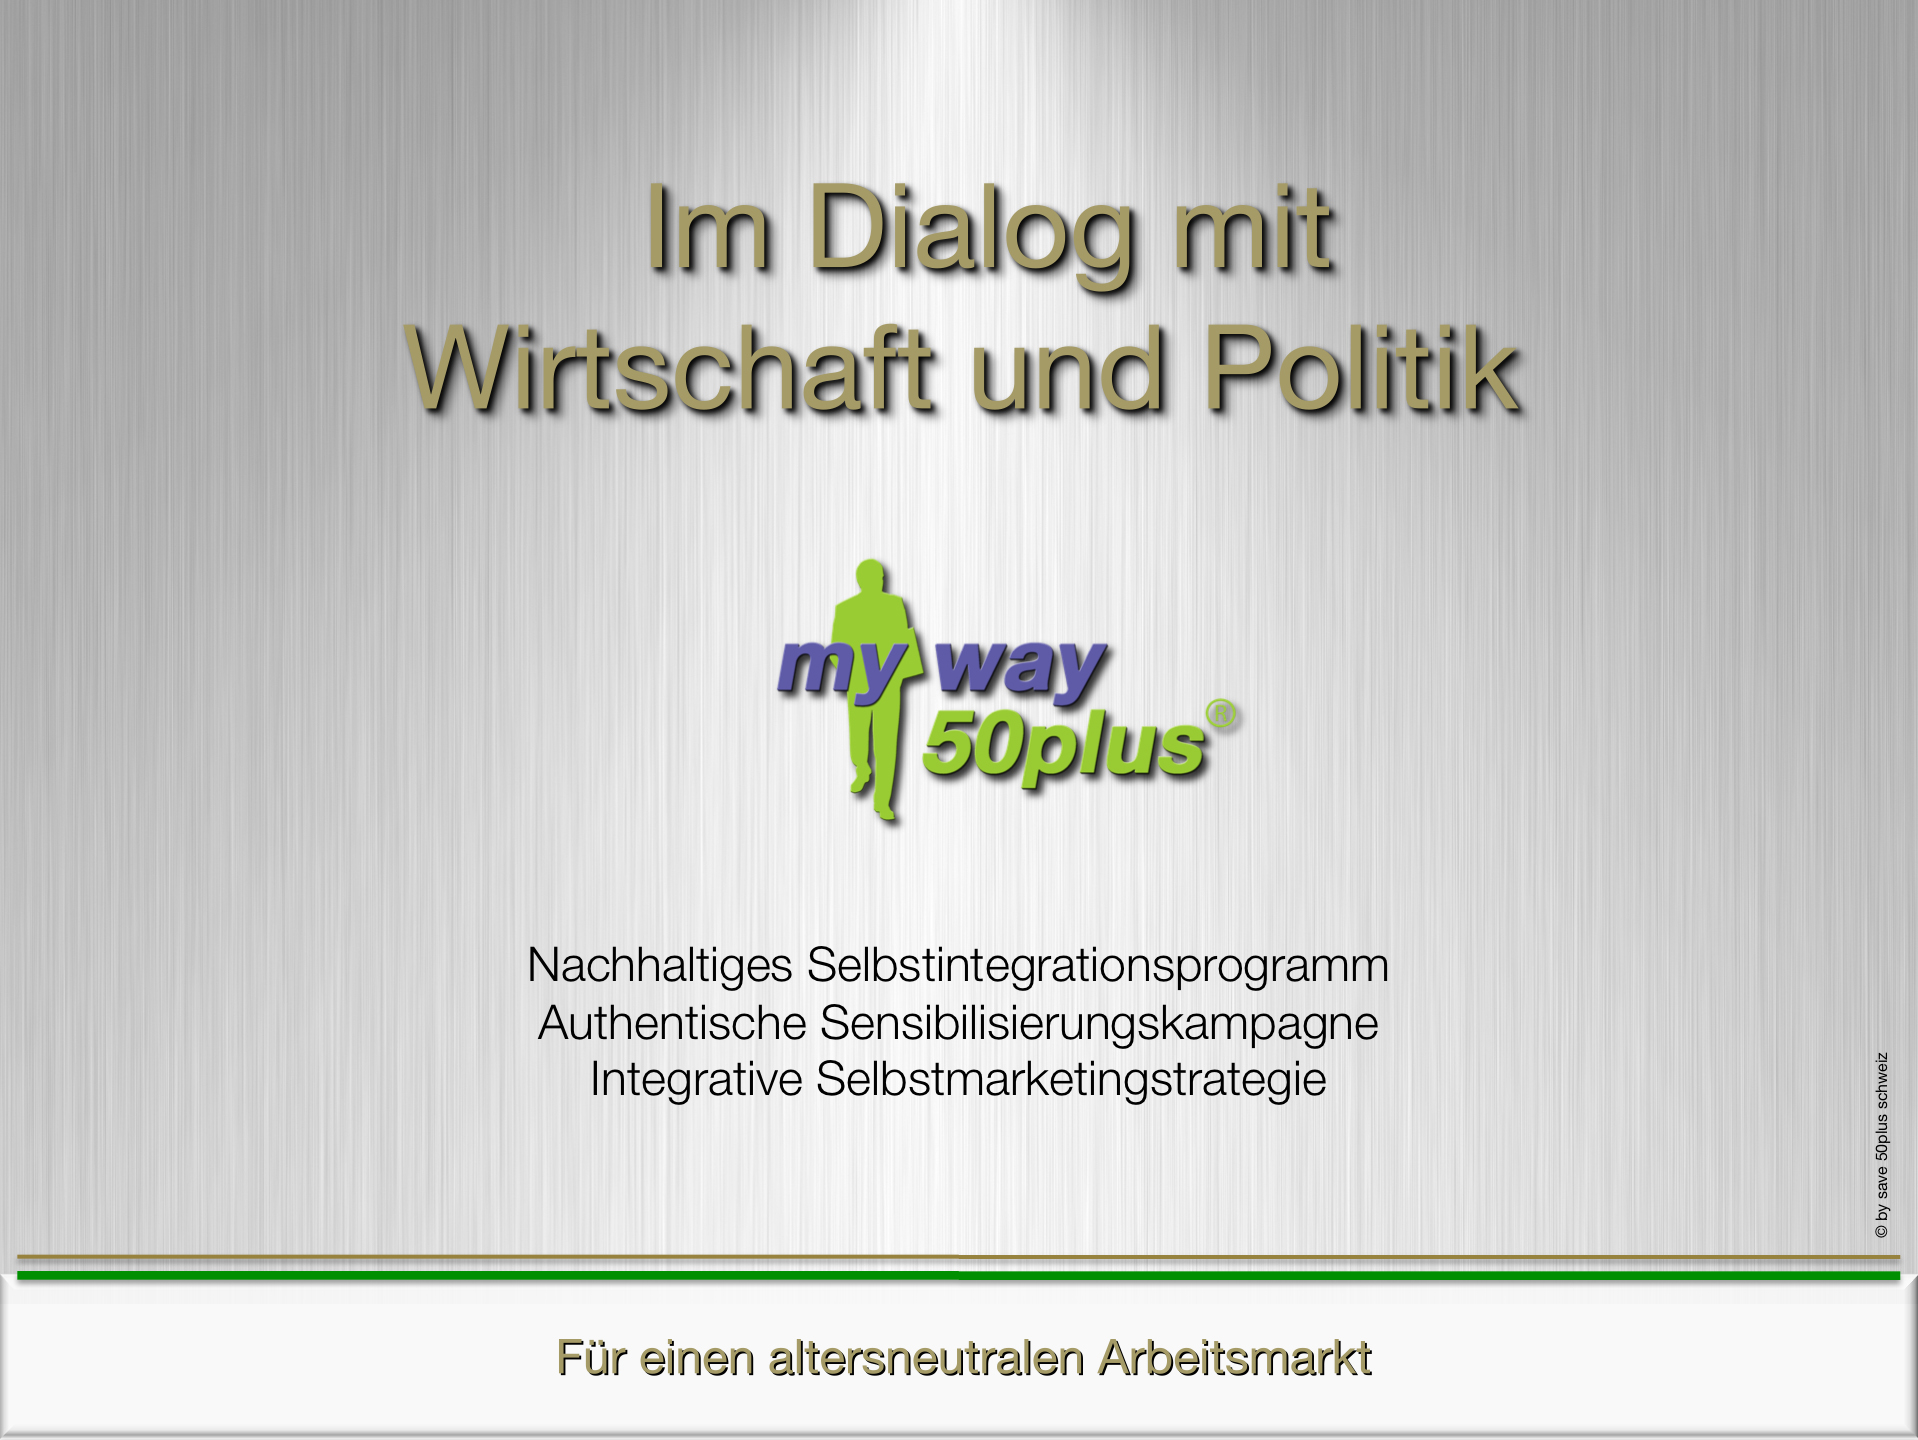 Im Dialog mit
Wirtschaft und Politik
my way
50plus®
Nachhaltiges Selbstintegrationsprogramm
Authentische Sensibilisierungskampagne
Integrative Selbstmarketingstrategie
© by save 50plus schweiz
Für einen altersneutralen Arbeitsmarkt